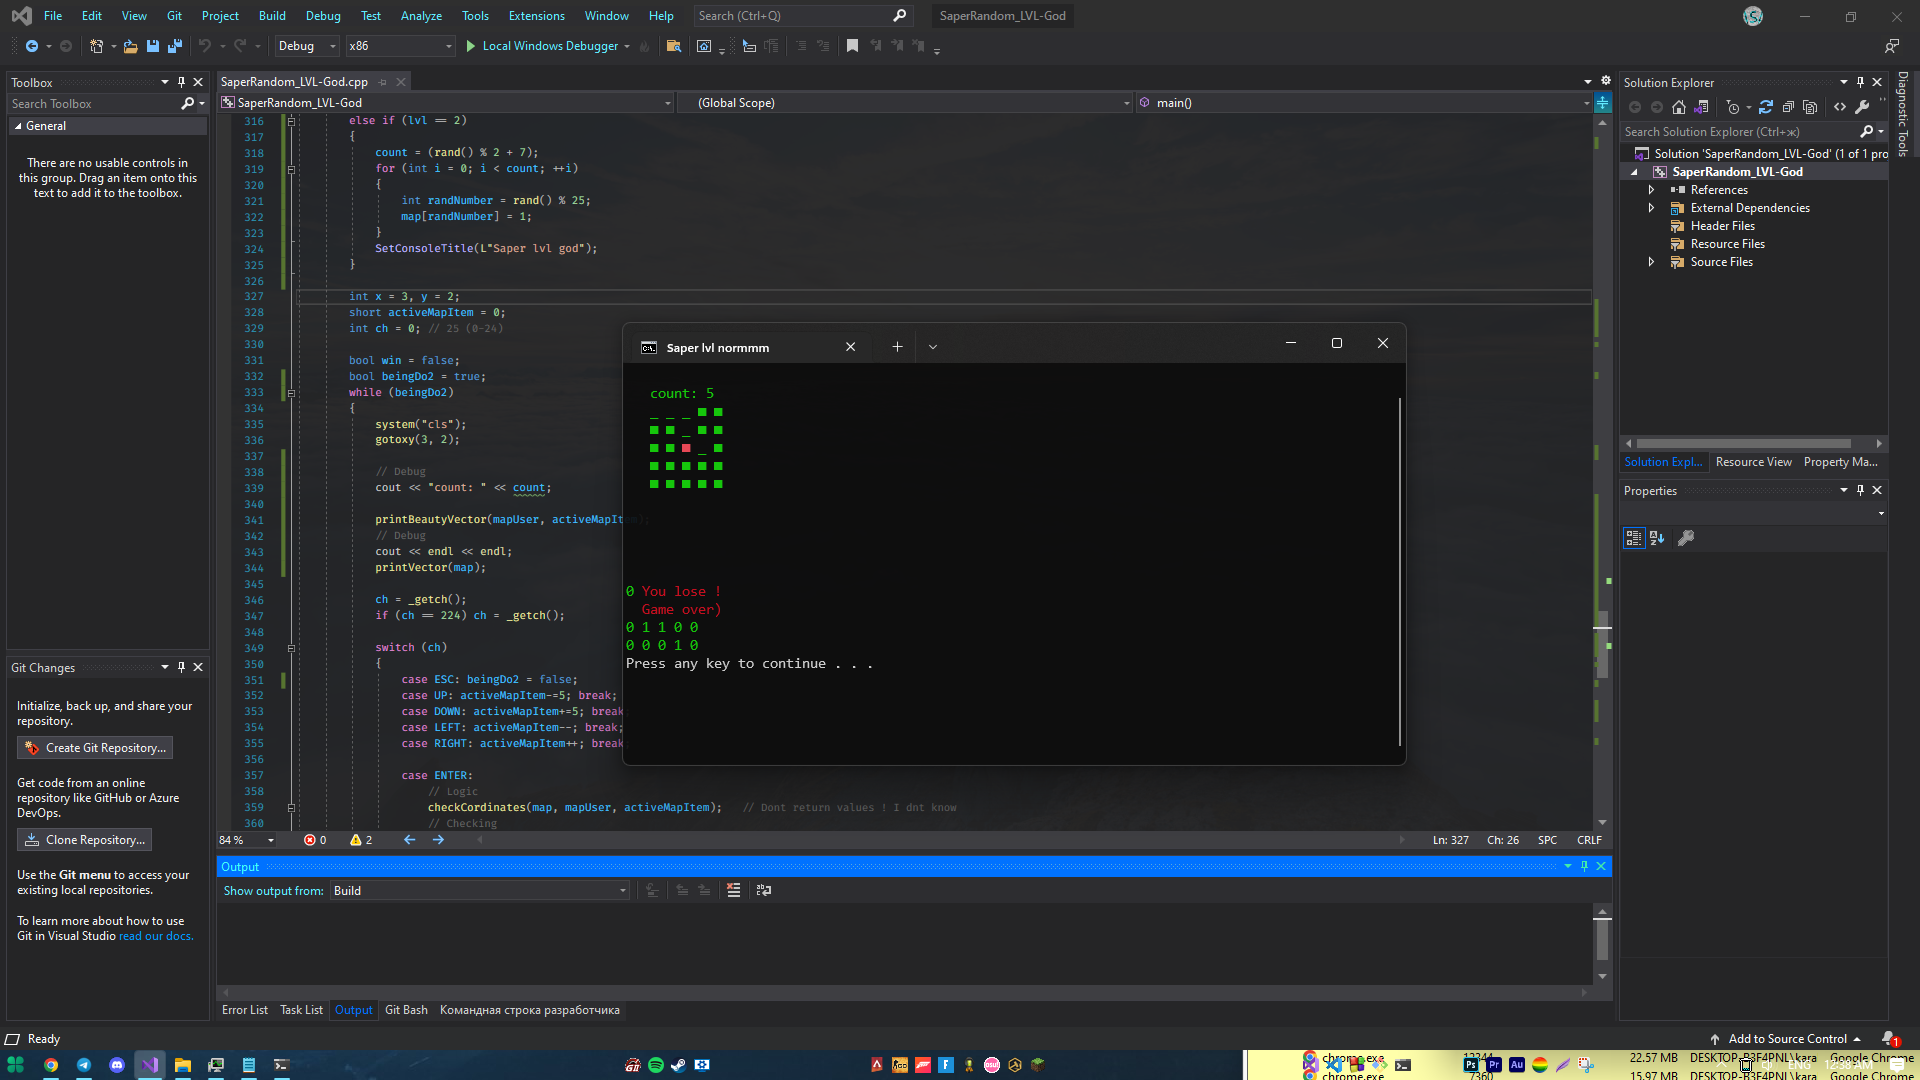 File Edit View Git Project Build Debug Test Analyze Tools Extensions Window Help Search (Ctrl+Q) SaperRandom_LVL-God
Debug x86 Local Windows Debugger
Toolbox
Search Toolbox
General
There are no usable controls in
this group. Drag an item onto this
text to add it to the toolbox.
Git Changes
Initialize, back up, and share your
repository.
Create Git Repository...
Get code from an online
repository like GitHub or Azure
DevOps.
Clone Repository...
Use the Git menu to access your
existing local repositories.
To learn more about how to use
Git in Visual Studio read our docs.
SaperRandom_LVL-God.cpp
SaperRandom_LVL-God (Global Scope) main()
316 else if (lvl == 2)
317 {
318 count = (rand() % 2 + 7);
319 for (int i = 0; i < count; ++i)
320 {
321 int randNumber = rand() % 25;
322 map[randNumber] = 1;
323 }
324 SetConsoleTitle(L"Saper lvl god");
325 }
326
327 int x = 3, y = 2;
328 short activeMapItem = 0;
329 int ch = 0; // 25 (0-24)
330
331 bool win = false;
332 bool beingDo2 = true;
333 while (beingDo2)
334 {
335 system("cls");
336 gotoxy(3, 2);
337
338 // Debug
339 cout << "count: " << count;
340
341 printBeautyVector(mapUser, activeMapIt
342 // Debug
343 cout << endl << endl;
344 printVector(map);
345
346 ch = _getch();
347 if (ch == 224) ch = _getch();
348
349 switch (ch)
350 {
351 case ESC: beingDo2 = false;
352 case UP: activeMapItem-=5; break;
353 case DOWN: activeMapItem+=5; break
354 case LEFT: activeMapItem--; break;
355 case RIGHT: activeMapItem++; break
356
357 case ENTER:
358 // Logic
359 checkCordinates(map, mapUser, activeMapItem); // Dont return values ! I dnt know
360 // Checking
Saper lvl normmm
count: 5
_ _ _ ■ ■
■ ■ _ ■ ■
■ ■ ■ _ ■
■ ■ ■ ■ ■
■ ■ ■ ■ ■
0 You lose !
Game over)
0 1 1 0 0
0 0 0 1 0
Press any key to continue . . .
84 % 0 2 Ln: 327 Ch: 26 SPC CRLF
Output
Show output from: Build
Error List Task List Output Git Bash Командная строка разработчика
Solution Explorer
Search Solution Explorer (Ctrl+ж)
Solution 'SaperRandom_LVL-God' (1 of 1 pro
SaperRandom_LVL-God
References
External Dependencies
Header Files
Resource Files
Source Files
Solution Expl... Resource View Property Ma...
Properties
Diagnostic Tools
Ready Add to Source Control 1
chrome.exe 12244 22.57 MB DESKTOP-B3F4PNL\kara Google Chrome
chrome.exe 7360 15.97 MB DESKTOP-B3F4PNL\kara Google Chrome
ENG 12:38 AM